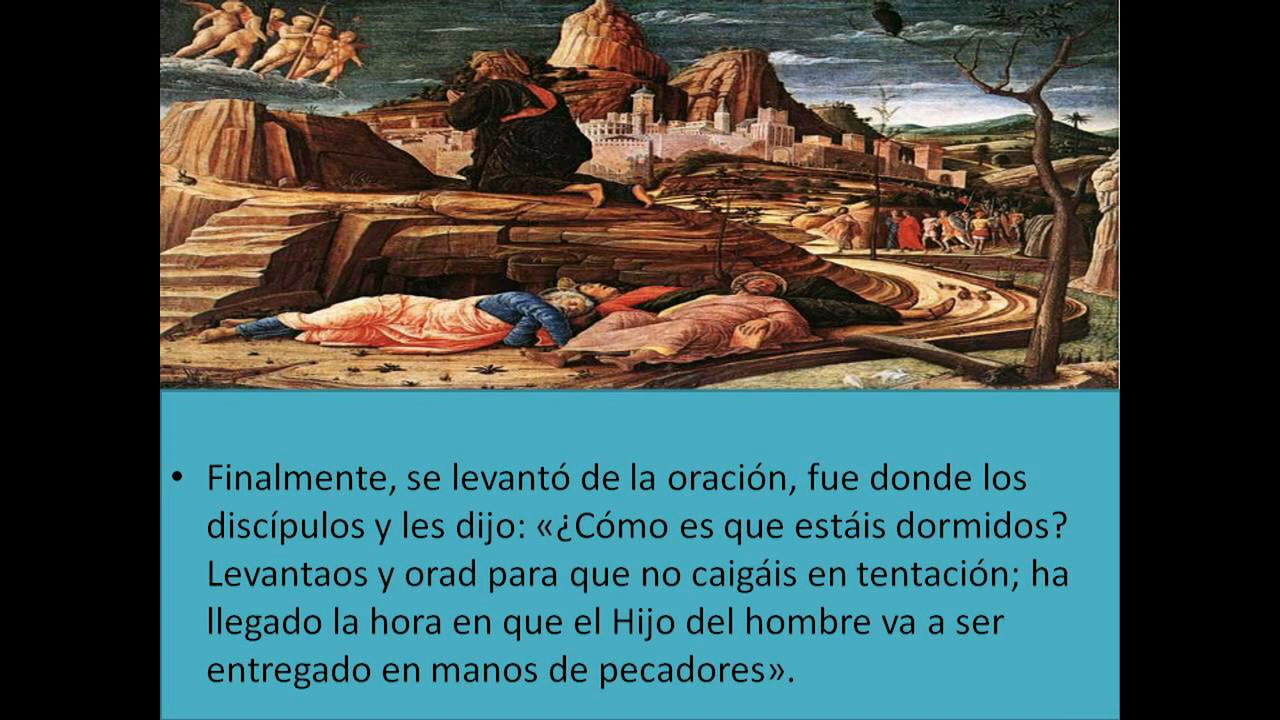 • Finalmente, se levantó de la oración, fue donde los
discípulos y les dijo: «¿Cómo es que estáis dormidos?
Levantaos y orad para que no caigáis en tentación; ha
llegado la hora en que el Hijo del hombre va a ser
entregado en manos de pecadores».